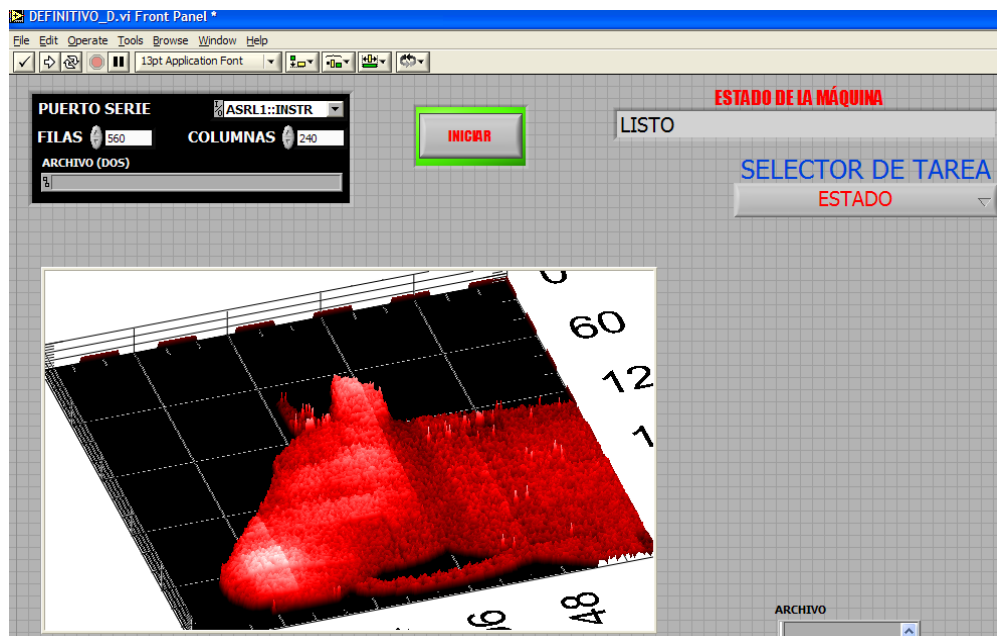 DEFINITIVO_D.vi Front Panel *
File Edit Operate Tools Browse Window Help
13pt Application Font
PUERTO SERIE ASRL1::INSTR
FILAS 560 COLUMNAS 240
ARCHIVO (DOS)
INICIAR
ESTADO DE LA MÁQUINA
LISTO
SELECTOR DE TAREA
ESTADO
0
60
12
1
48
ARCHIVO